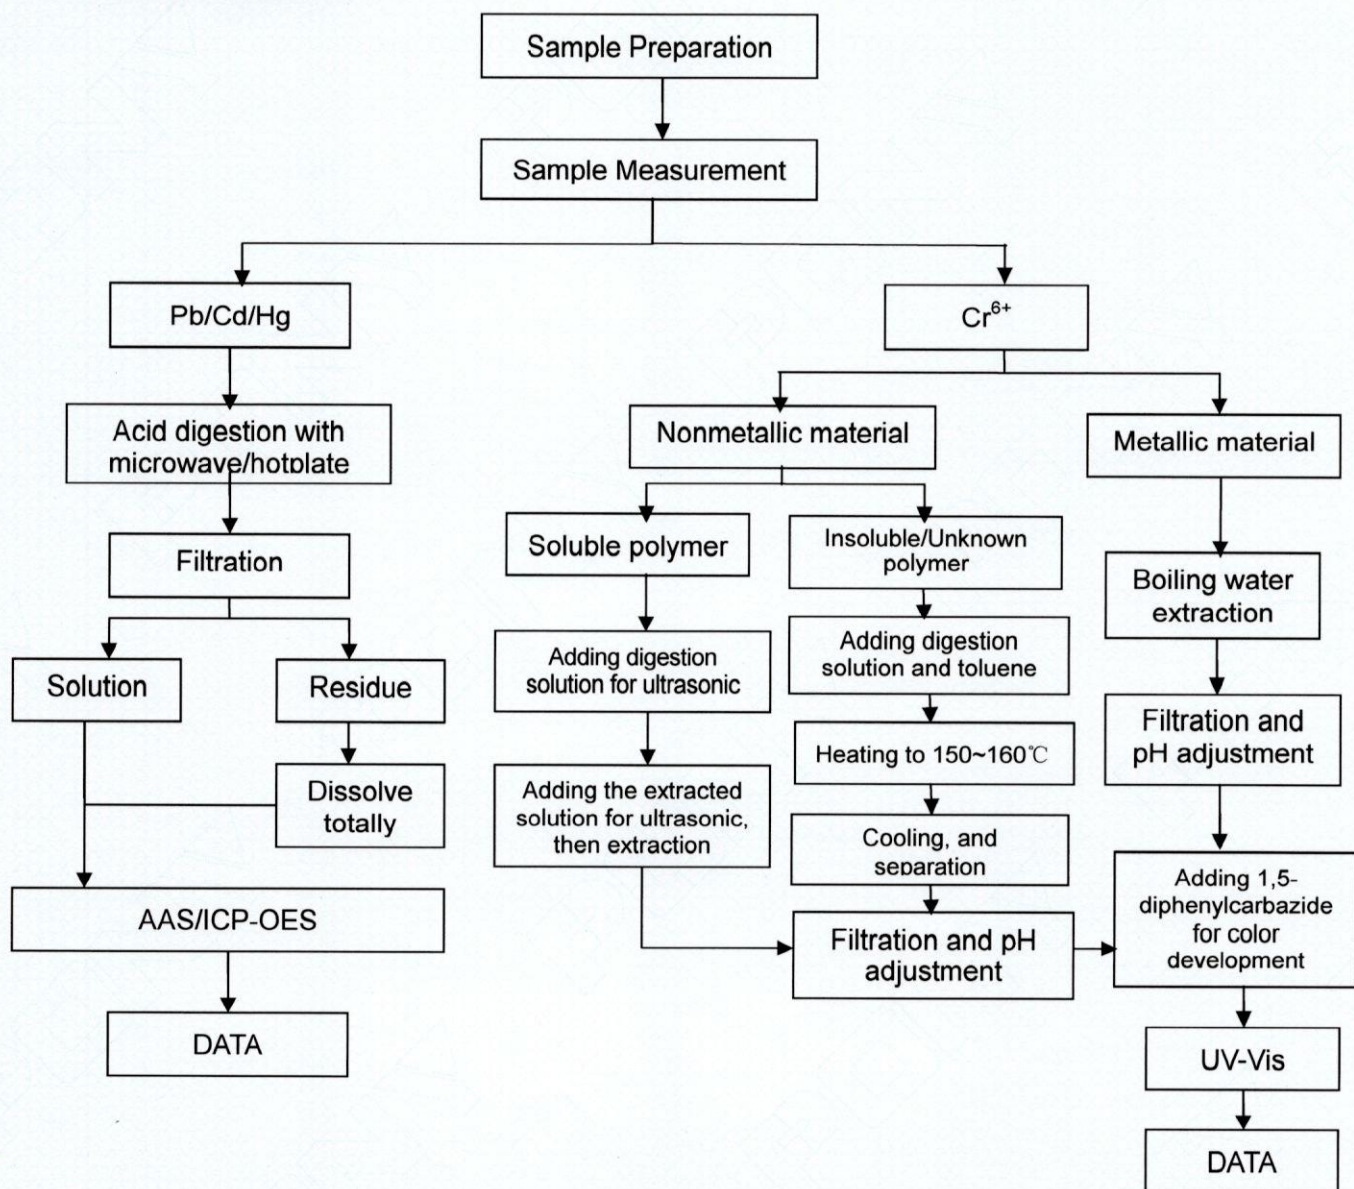 Sample Preparation
Sample Measurement
Pb/Cd/Hg
Acid digestion with
microwave/hotplate
Filtration
Solution
Residue
Dissolve
totally
AAS/ICP-OES
DATA
Cr⁶⁺
Nonmetallic material
Metallic material
Soluble polymer
Adding digestion
solution for ultrasonic
Adding the extracted
solution for ultrasonic,
then extraction
Insoluble/Unknown
polymer
Adding digestion
solution and toluene
Heating to 150~160℃
Cooling, and
separation
Filtration and pH
adjustment
Boiling water
extraction
Filtration and
pH adjustment
Adding 1,5-
diphenylcarbazide
for color
development
UV-Vis
DATA